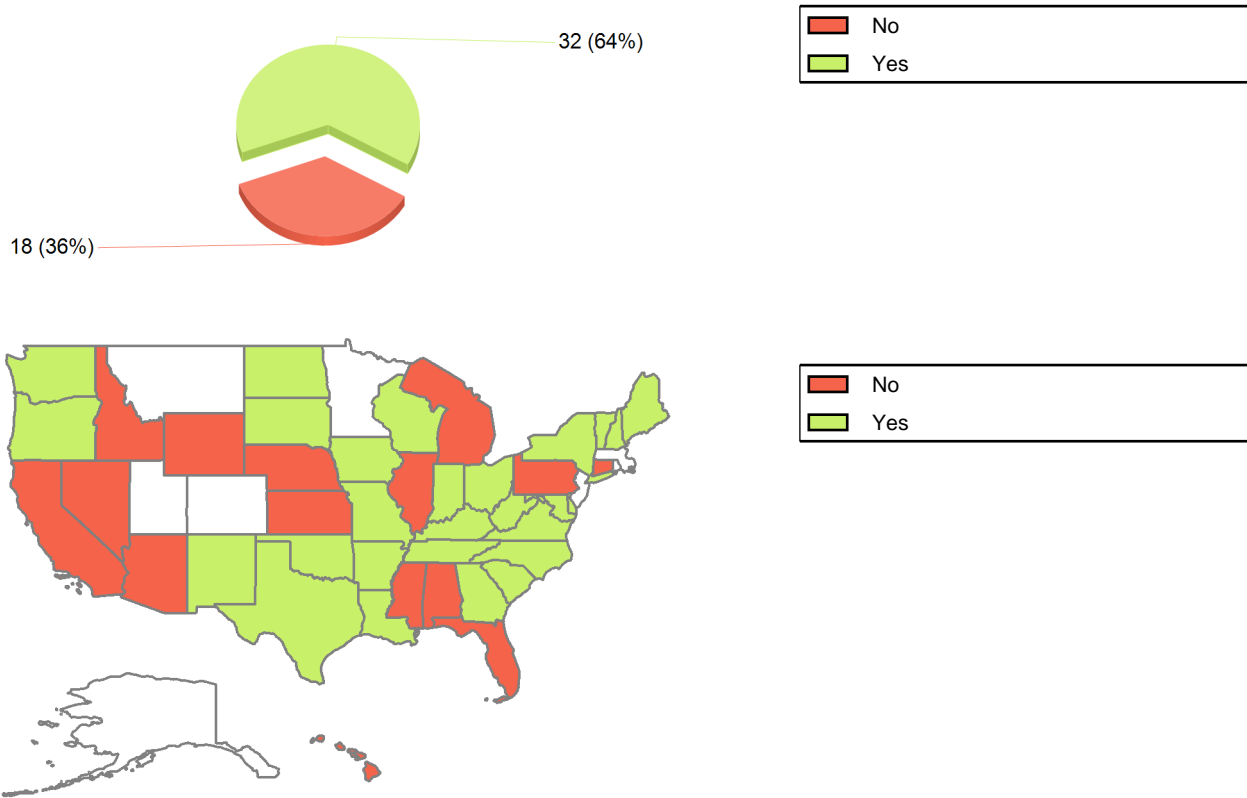 32 (64%)
No
Yes
18 (36%)
No
Yes